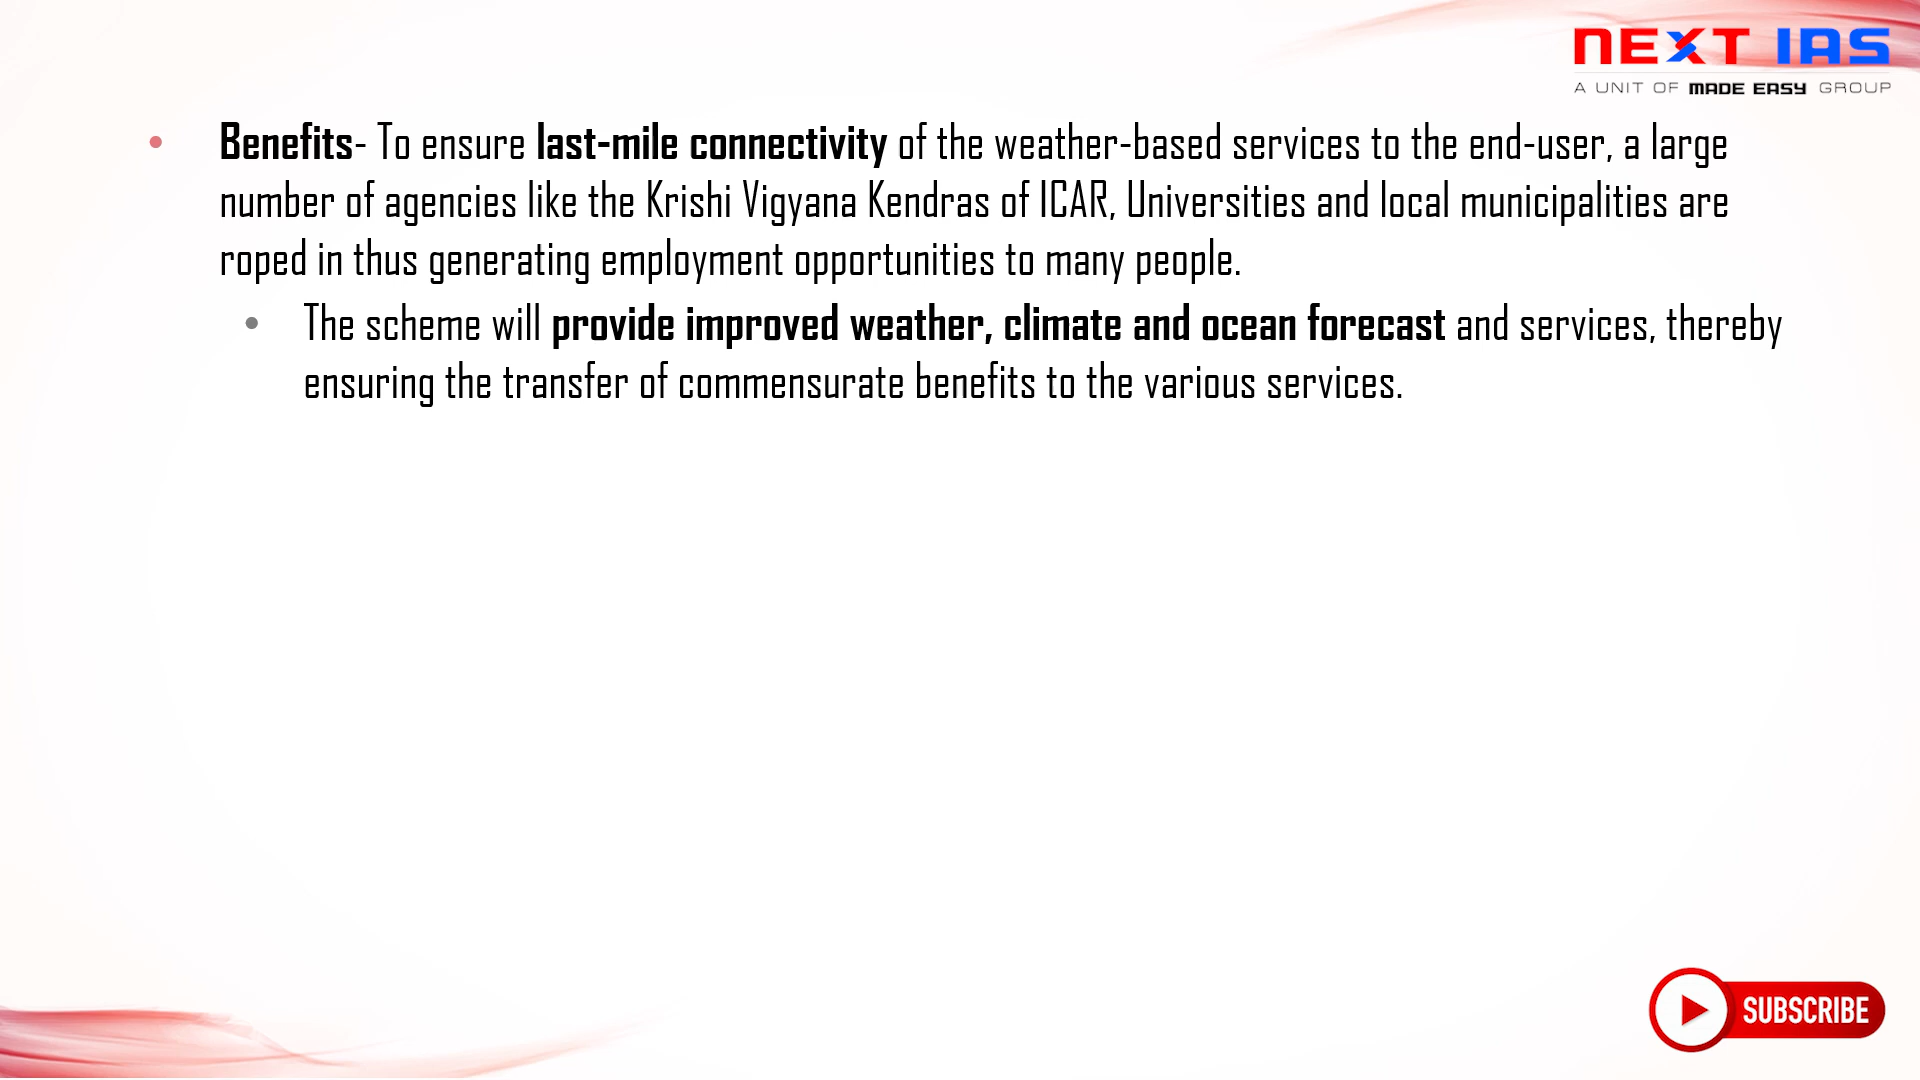 NEXT IAS
A UNIT OF MADE EASY GROUP
• Benefits- To ensure last-mile connectivity of the weather-based services to the end-user, a large
number of agencies like the Krishi Vigyana Kendras of ICAR, Universities and local municipalities are
roped in thus generating employment opportunities to many people.
• The scheme will provide improved weather, climate and ocean forecast and services, thereby
ensuring the transfer of commensurate benefits to the various services.
SUBSCRIBE